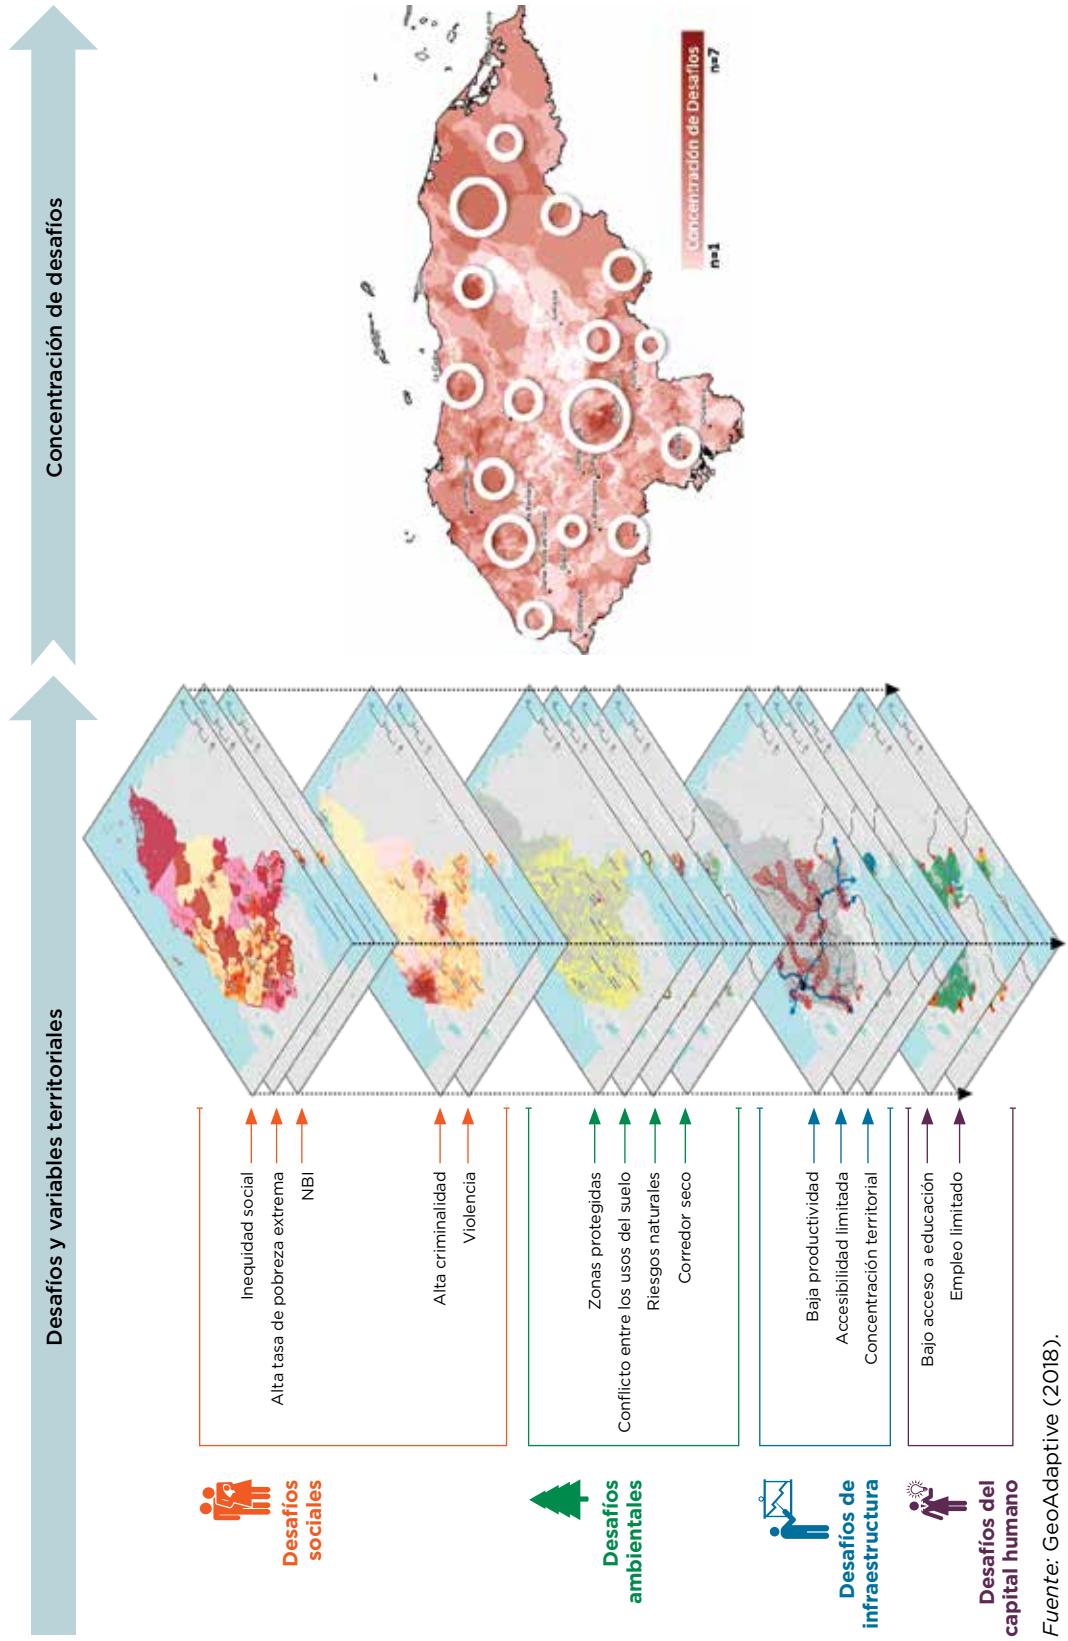 Desafíos y variables territoriales
Concentración de desafíos
Desafíos
sociales
Inequidad social
Alta tasa de pobreza extrema
NBI
Alta criminalidad
Violencia
Desafíos
ambientales
Zonas protegidas
Conflicto entre los usos del suelo
Riesgos naturales
Corredor seco
Desafíos de
infraestructura
Baja productividad
Accesibilidad limitada
Concentración territorial
Desafíos del
capital humano
Bajo acceso a educación
Empleo limitado
Concentración de Desafíos
n=1
n=7
Fuente: GeoAdaptive (2018).